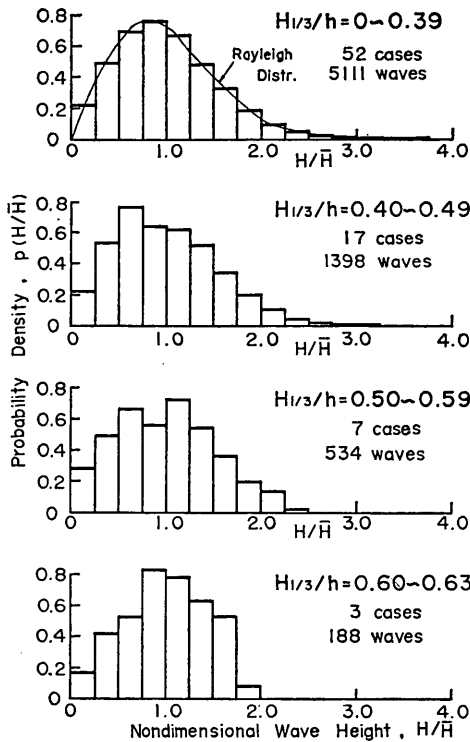 H1/3/h=0~0.39
52 cases
5111 waves
Rayleigh
Distr.
0.8
0.6
0.4
0.2
0
0 1.0 2.0 3.0 4.0
H/H̅
H1/3/h=0.40~0.49
17 cases
1398 waves
0.8
0.6
0.4
0.2
0
0 1.0 2.0 3.0 4.0
H/H̅
H1/3/h=0.50~0.59
7 cases
534 waves
0.8
0.6
0.4
0.2
0
0 1.0 2.0 3.0 4.0
H/H̅
H1/3/h=0.60~0.63
3 cases
188 waves
0.8
0.6
0.4
0.2
0
0 1.0 2.0 3.0 4.0
Nondimensional Wave Height, H/H̅
Probability Density, p(H/H̅)